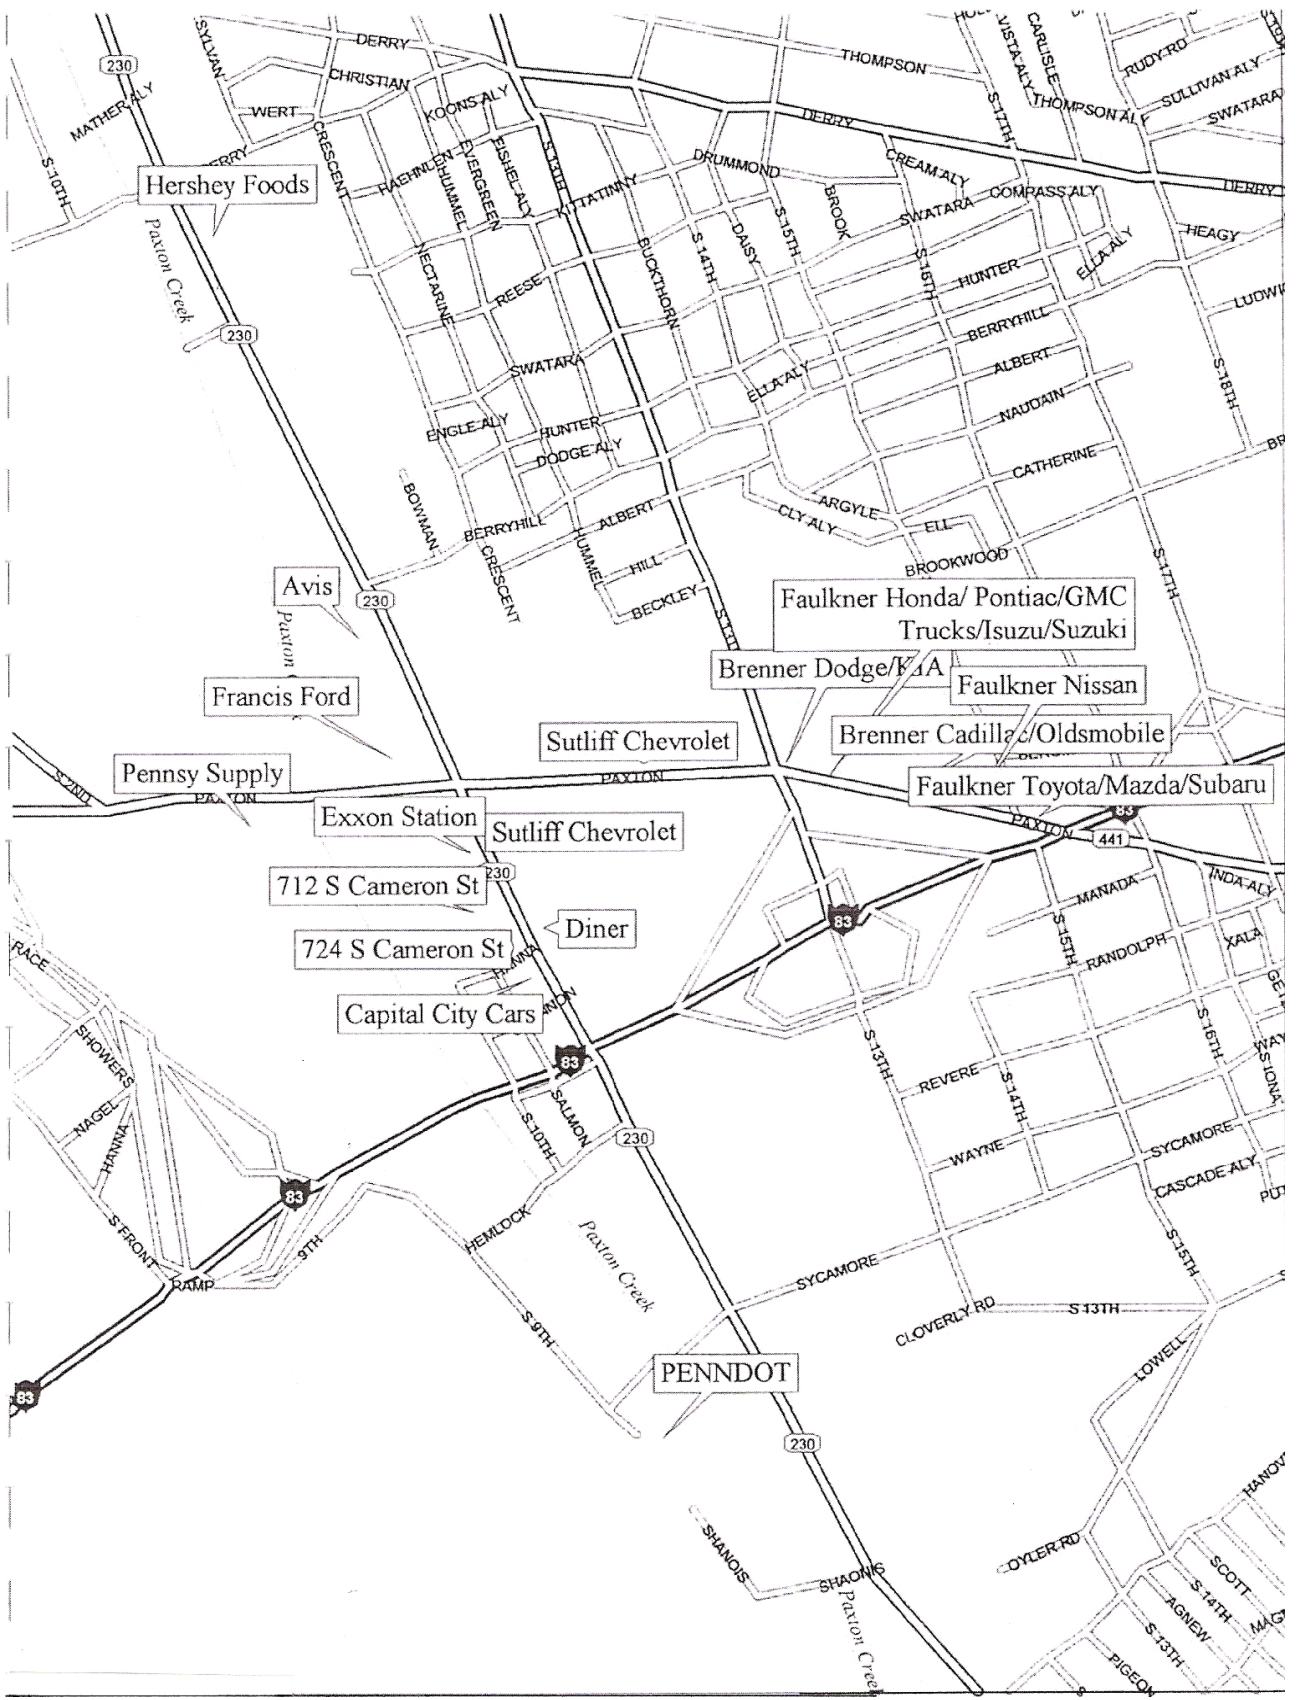 DERRY
SYLVAN
230
MATHER ALY
CHRISTIAN
KOONS ALY
WERT
CRESCENT
S 10TH
HAEHNLEN
HUMMEL
EVERGREEN
FISHEL ALY
S 13TH
KITTATINNY
THOMPSON
VISTA ALY
CARLISLE
RUDY RD
SULLIVAN ALY
THOMPSON ALY
SWATARA
S 17TH
DERRY
DRUMMOND
CREAM ALY
COMPASS ALY
DERRY
BROOK
SWATARA
HEAGY
ELLA ALY
Hershey Foods
Paxton Creek
NECTARINE
REESE
BUCKTHORN
S 14TH
DAISY
S 15TH
S 16TH
HUNTER
BERRYHILL
230
SWATARA
ELLA ALY
ALBERT
NAUDAIN
S 18TH
ENGLE ALY
HUNTER
DODGE ALY
CATHERINE
BOWMAN
BERRYHILL
ALBERT
CLY ALY
ARGYLE
ELL
BROOKWOOD
CRESCENT
HUMMEL
HILL
BECKLEY
S 17TH
Avis
230
Paxton
Faulkner Honda/ Pontiac/GMC
Trucks/Isuzu/Suzuki
Brenner Dodge/KIA
Faulkner Nissan
Francis Ford
Sutliff Chevrolet
Brenner Cadillac/Oldsmobile
Pennsy Supply
S 2ND
PAXTON
PAXTON
Faulkner Toyota/Mazda/Subaru
Exxon Station
Sutliff Chevrolet
PAXTON
83
441
230
712 S Cameron St
MANADA
Diner
83
S 15TH
724 S Cameron St
RANDOLPH
Capital City Cars
RACE
SHOWERS
83
S 13TH
S 16TH
REVERE
S 14TH
SIONA
NAGEL
HANNA
S 10TH
SALMON
230
WAYNE
SYCAMORE
CASCADE ALY
83
S FRONT
9TH
RAMP
HEMLOCK
Paxton Creek
SYCAMORE
S 15TH
S 9TH
CLOVERLY RD
S 13TH
83
PENNDOT
LOWELL
230
SHANOIS
SHAONIS
Paxton Creek
OYLER RD
SCOTT
S 14TH
AGNEW
S 13TH
PIGEON